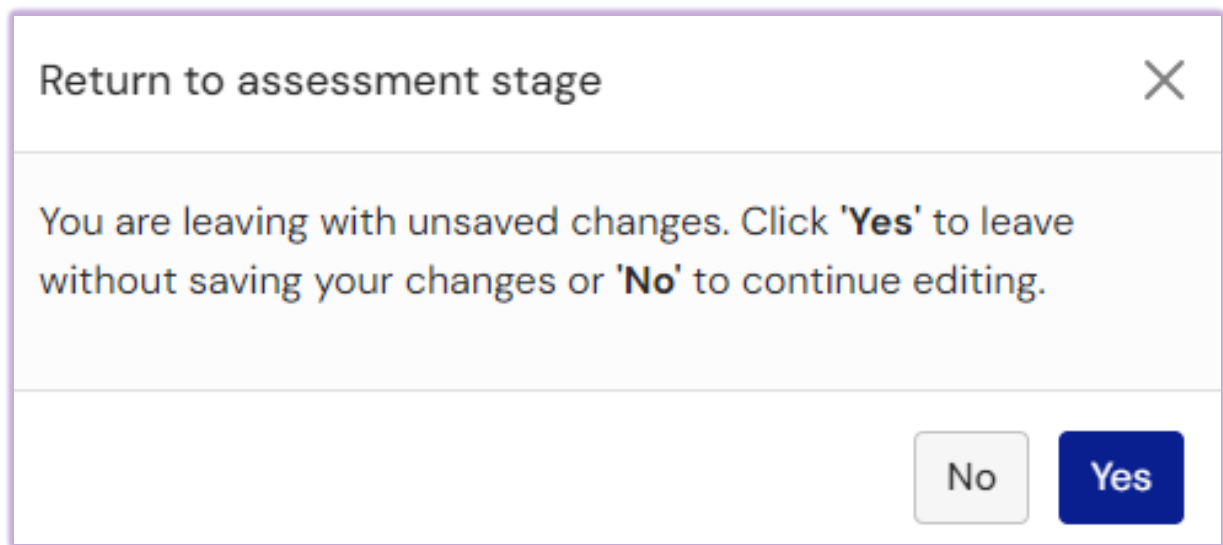 Return to assessment stage
You are leaving with unsaved changes. Click 'Yes' to leave
without saving your changes or 'No' to continue editing.
No
Yes